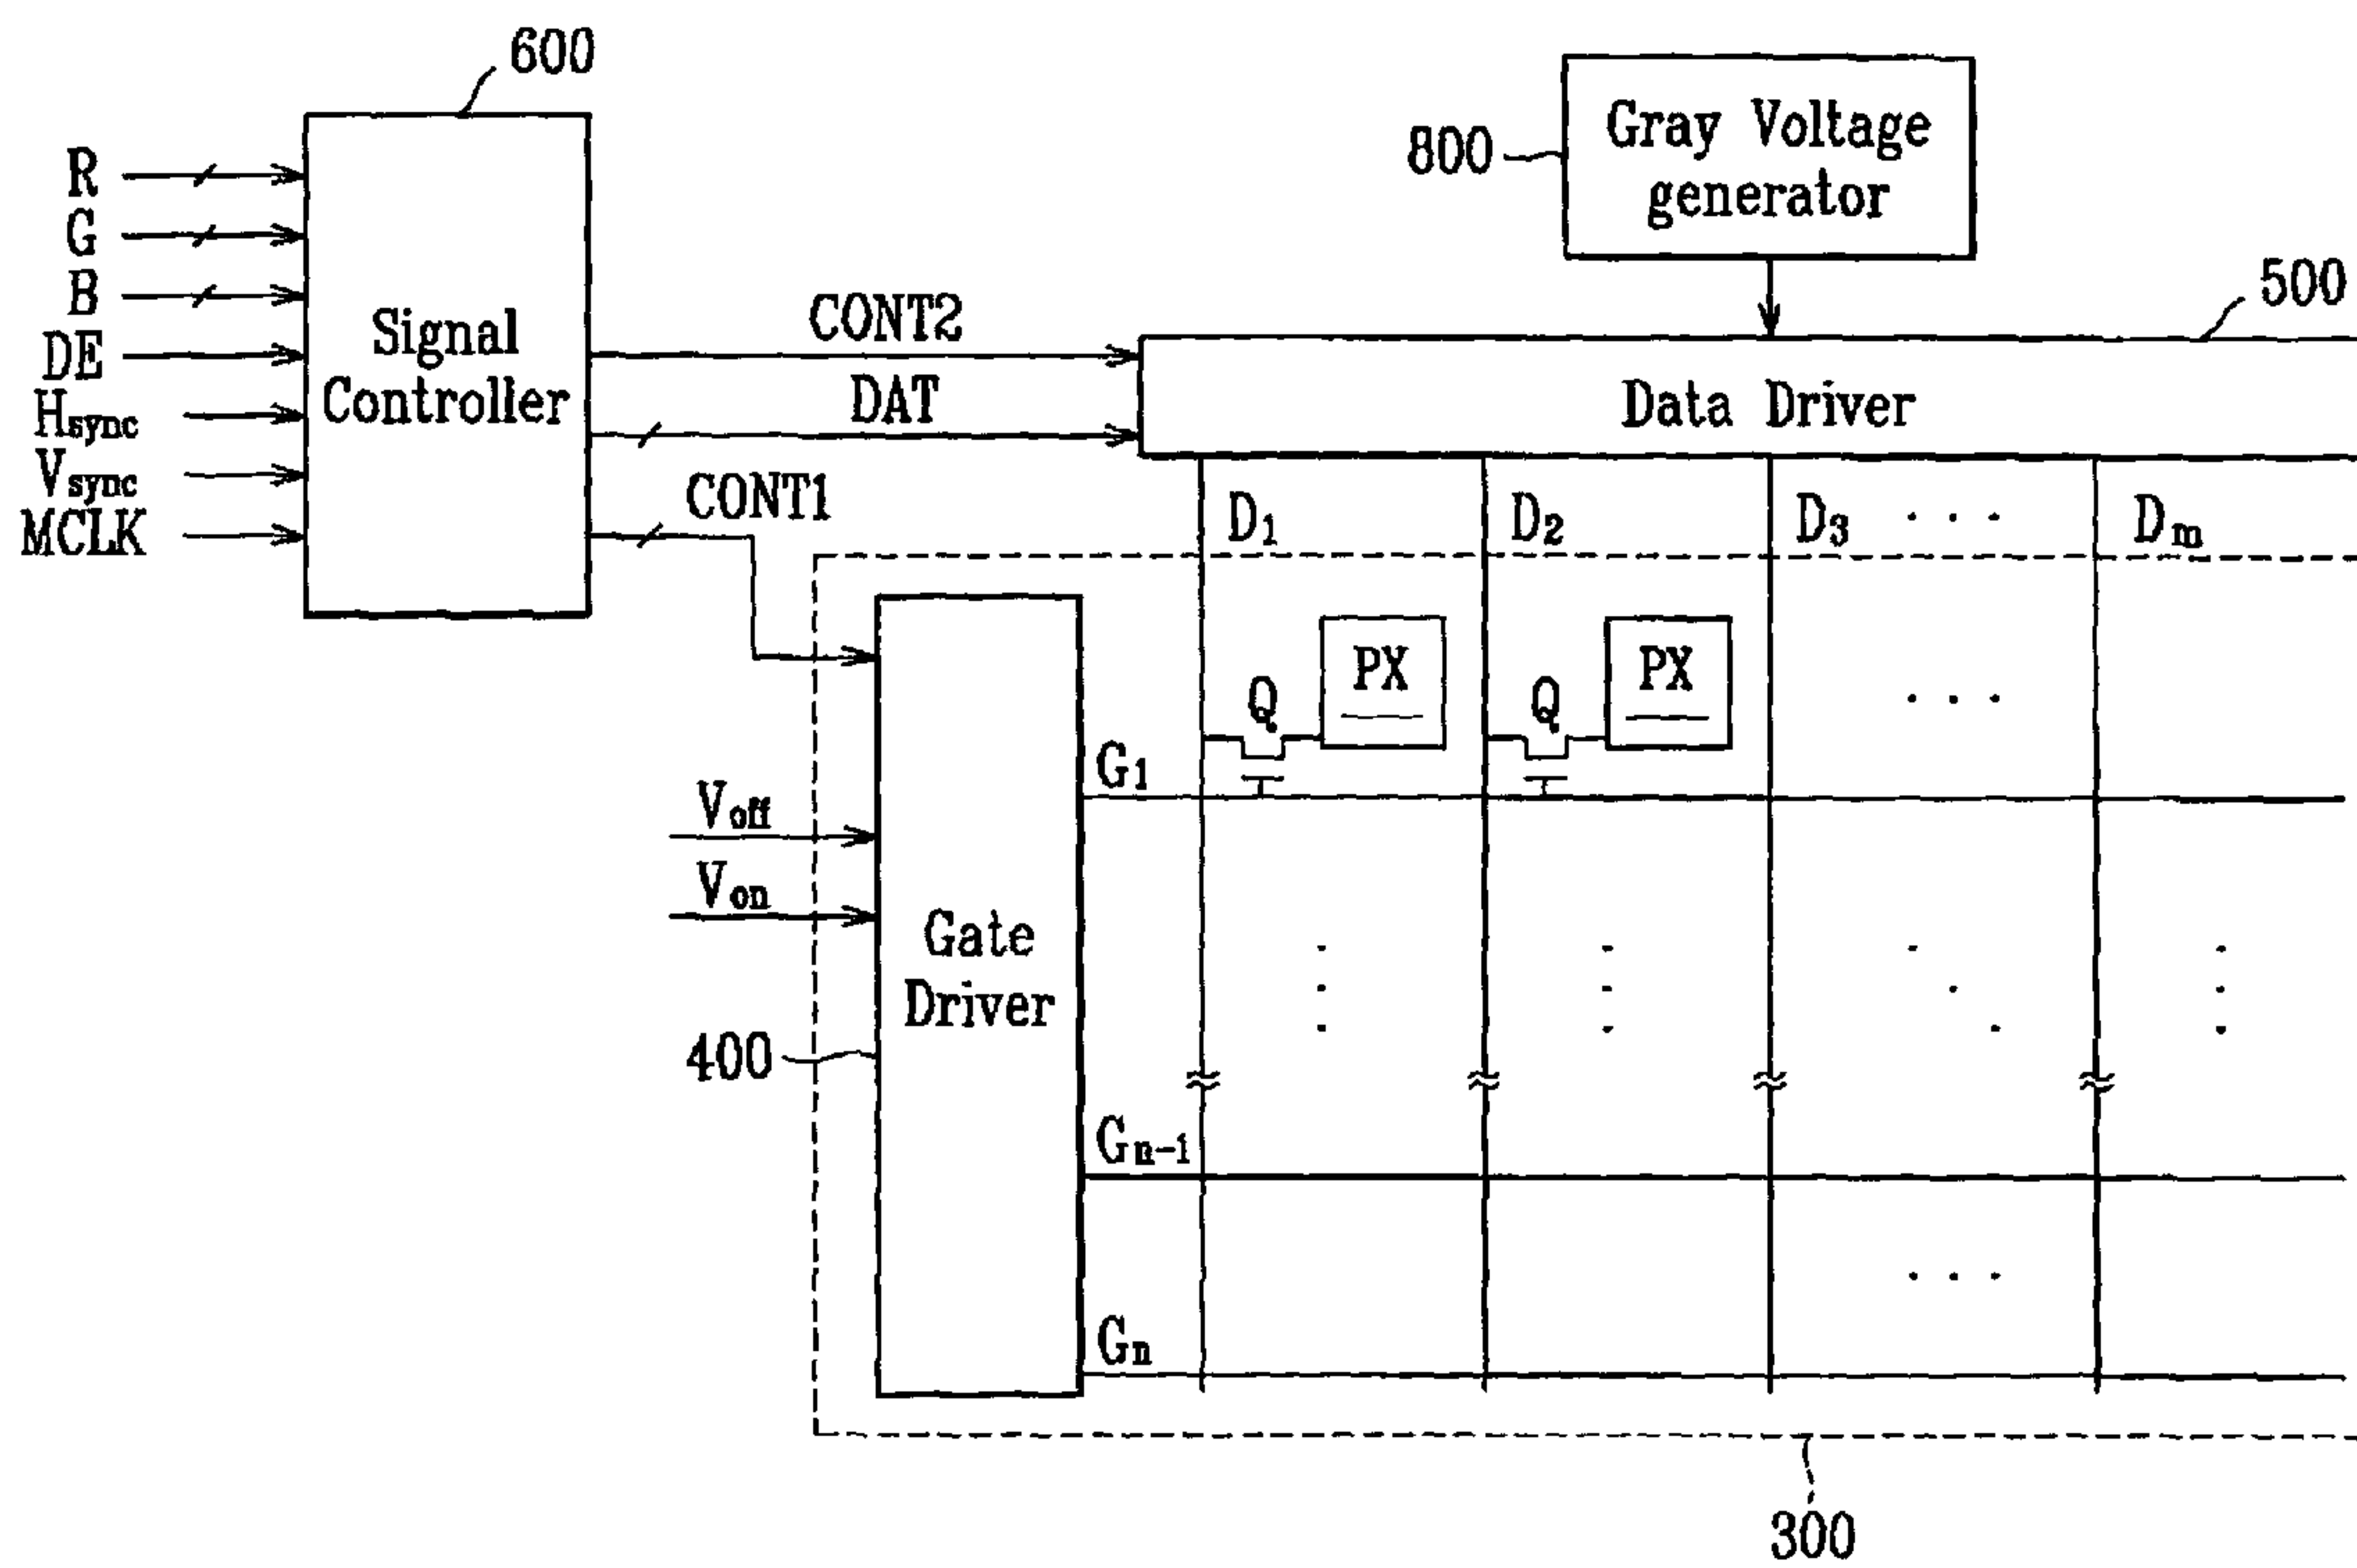 600
R
G
B
DE
Hsync
Vsync
MCLK
Signal
Controller
CONT2
DAT
CONT1
800
Gray Voltage
generator
500
Data Driver
D1 D2 D3 . . . Dm
Q PX Q PX . . .
G1
Voff
Von
Gate
Driver
400
Gn-1
. . .
Gn
300